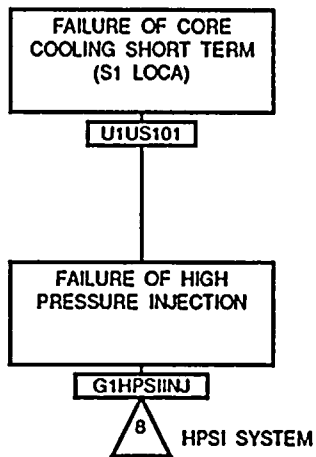 FAILURE OF CORE
COOLING SHORT TERM
(S1 LOCA)
U1US101
FAILURE OF HIGH
PRESSURE INJECTION
G1HPSIINJ
8
HPSI SYSTEM